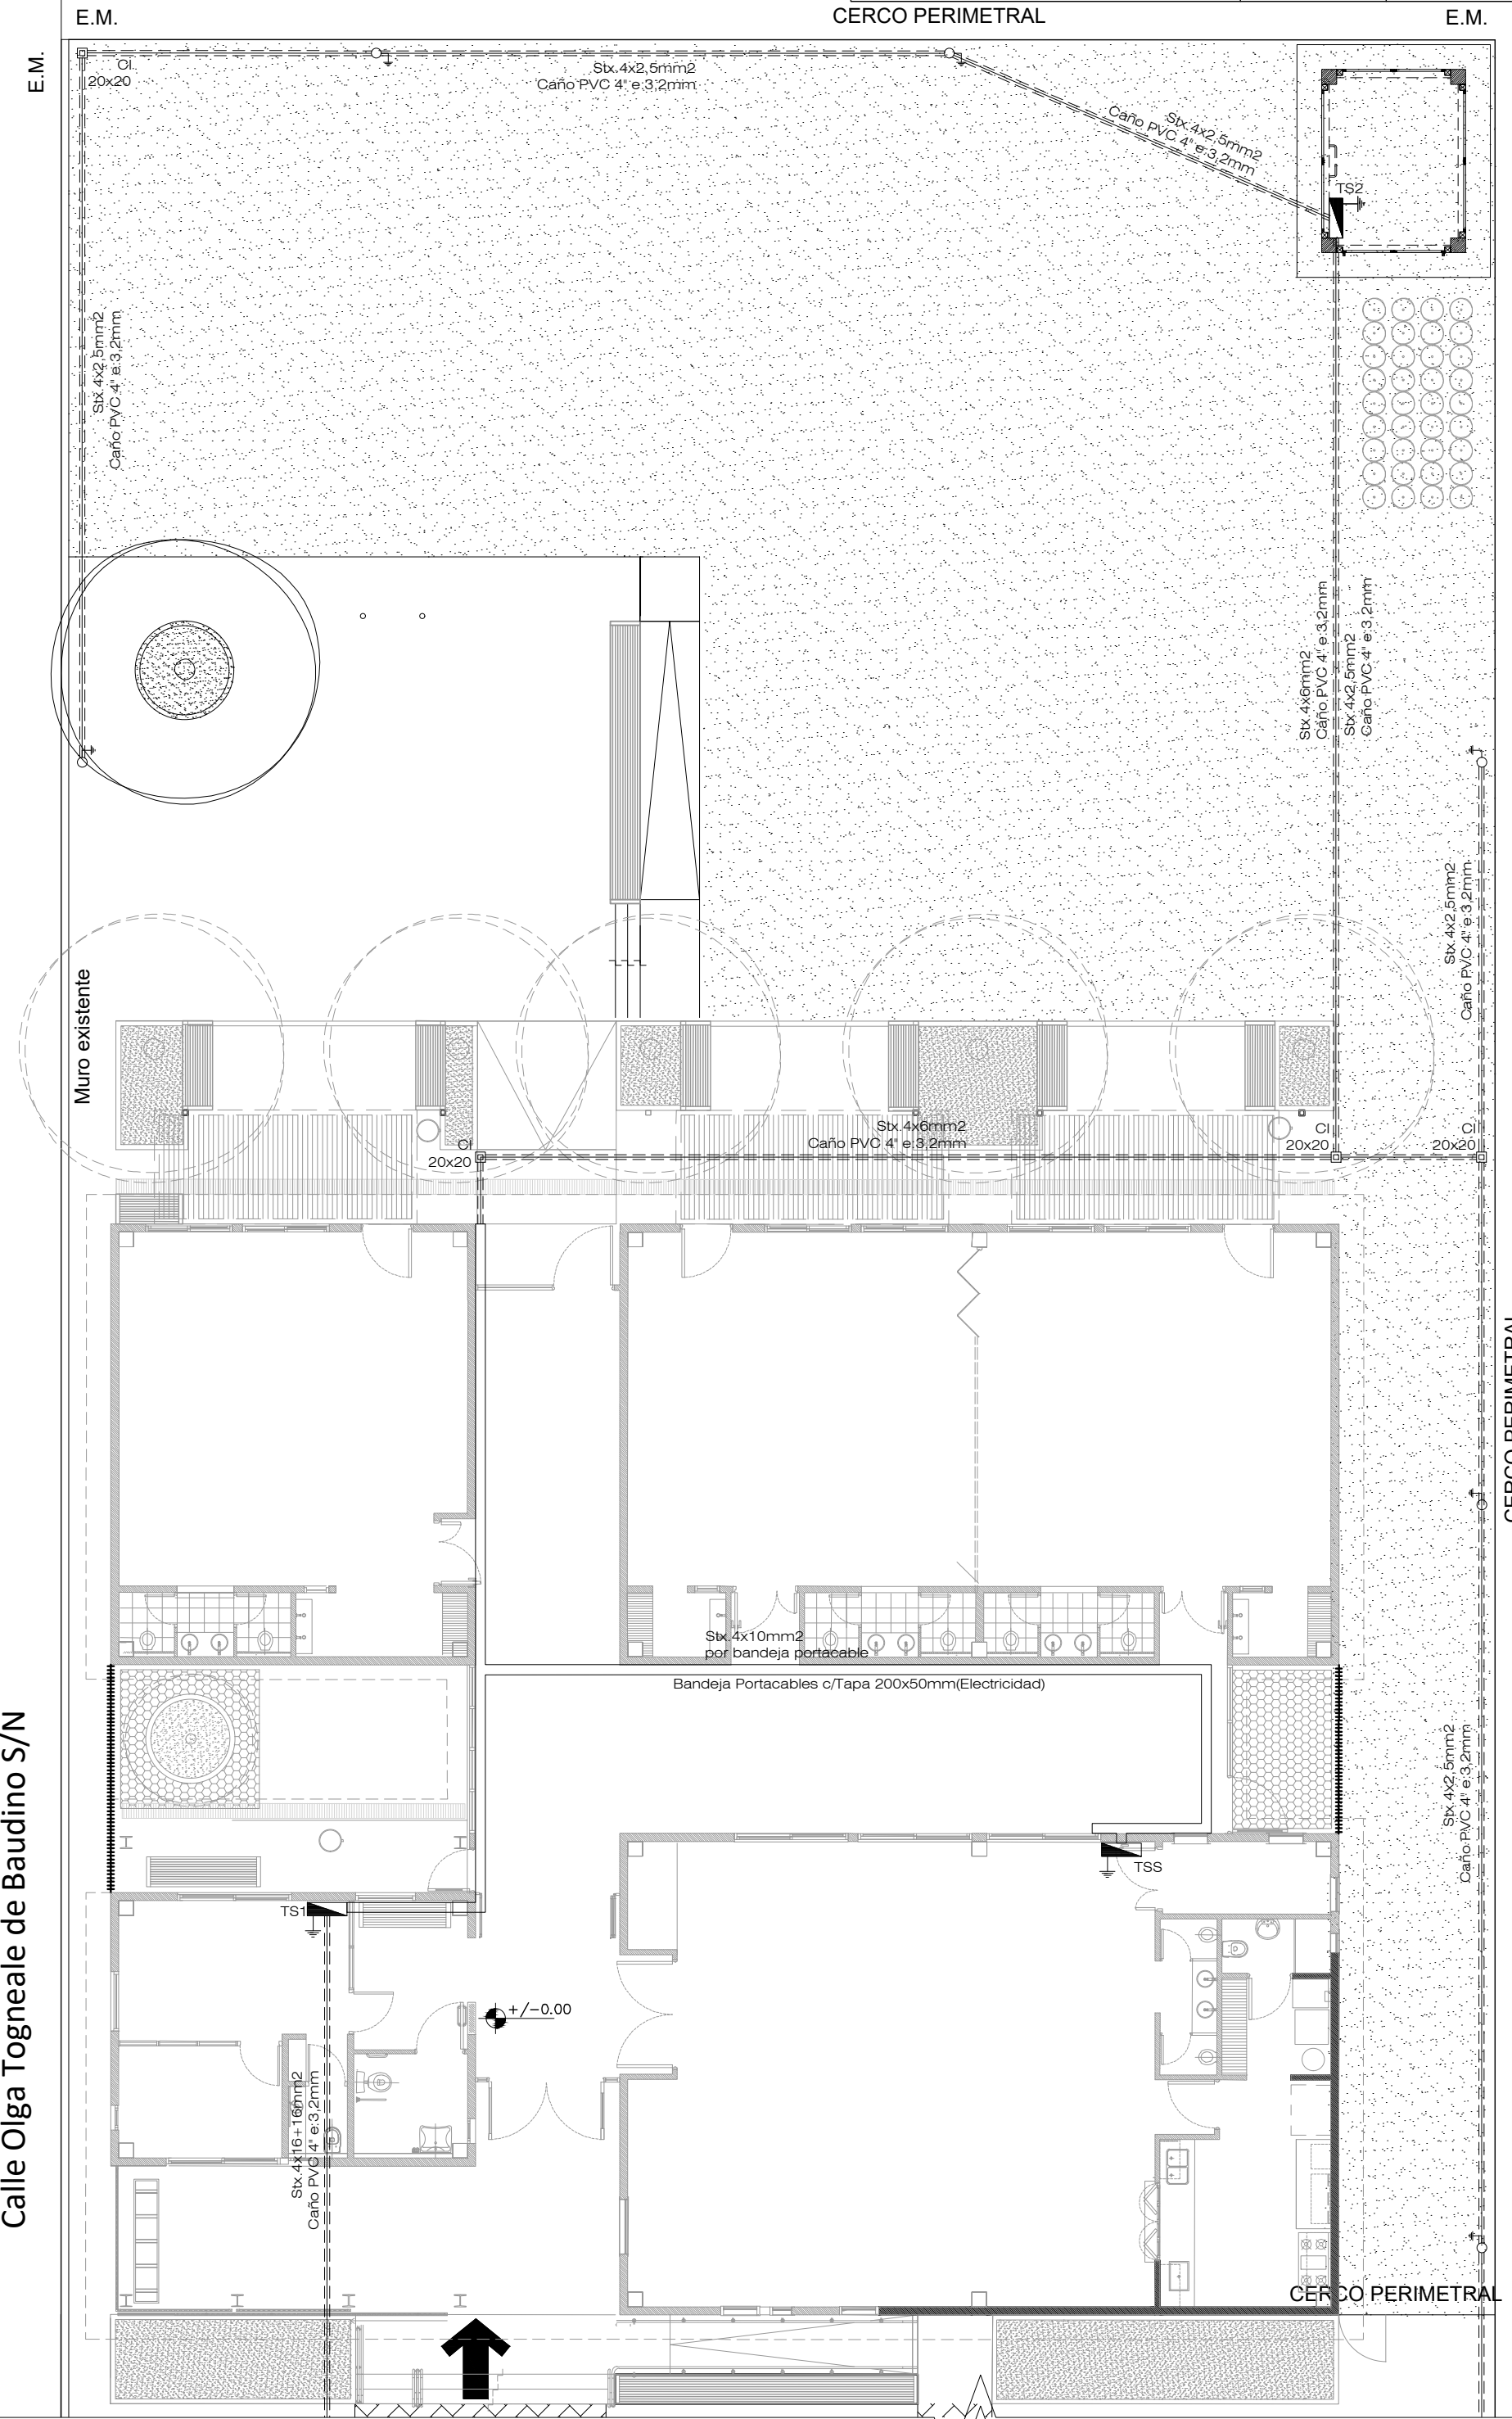 E.M.
CERCO PERIMETRAL
E.M.
E.M.
CI
20x20
Stx.4x2,5mm2
Caño PVC 4" e:3,2mm
Stx.4x2,5mm2
Caño PVC 4" e:3,2mm
TS2
Stx.4x2,5mm2
Caño PVC 4" e:3,2mm
Stx.4x6mm2
Caño PVC 4" e:3,2mm
Stx.4x2,5mm2
Caño PVC 4" e:3,2mm
Stx.4x2,5mm2
Caño PVC 4" e:3,2mm
Muro existente
Stx.4x6mm2
Caño PVC 4" e:3,2mm
CI
20x20
CI
20x20
CI
20x20
CERCO PERIMETRAL
Stx.4x10mm2
por bandeja portacable
Bandeja Portacables c/Tapa 200x50mm(Electricidad)
Calle Olga Togneale de Baudino S/N
Stx.4x2,5mm2
Caño PVC 4" e:3,2mm
TSS
TS1
+/-0.00
Stx.4x16+16mm2
Caño PVC 4" e:3,2mm
CERCO PERIMETRAL